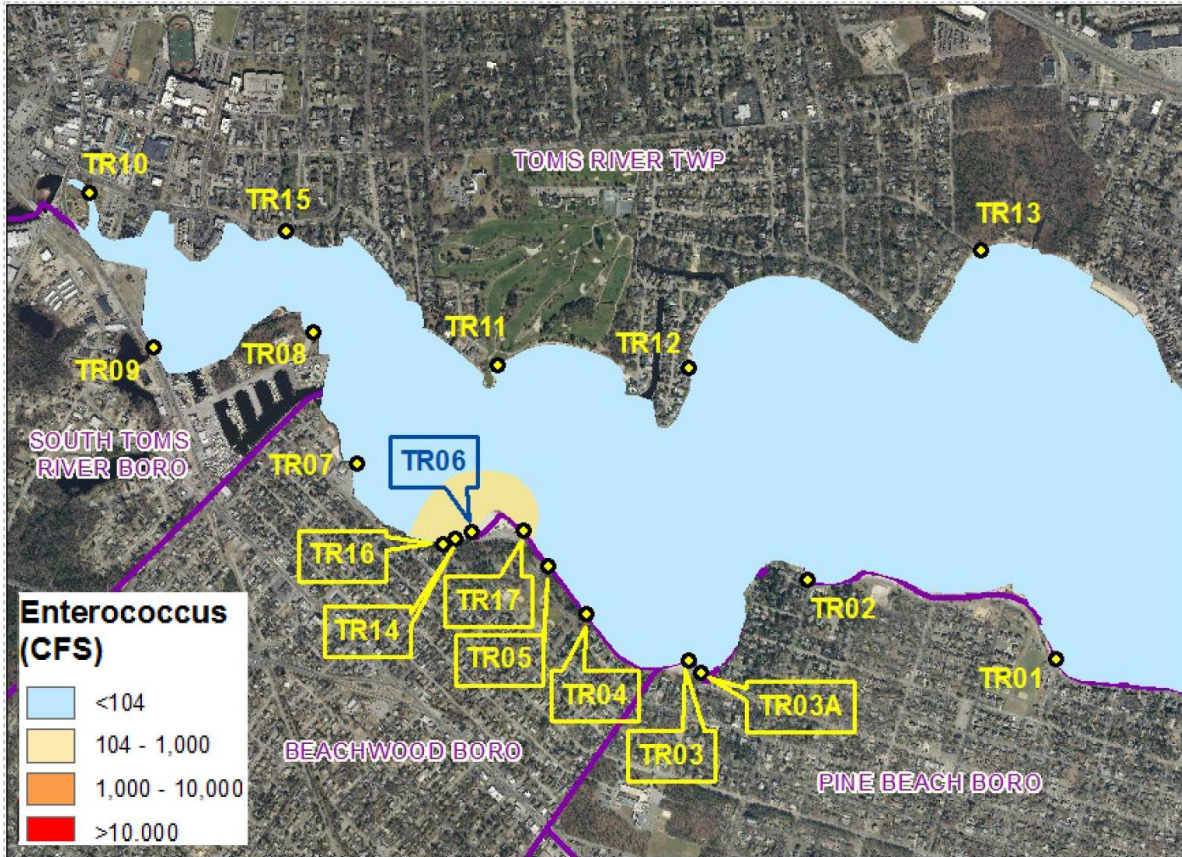 TOMS RIVER TWP
TR10
TR15
TR13
TR11
TR12
TR08
TR09
SOUTH TOMS
RIVER BORO
TR07
TR06
TR16
TR17
TR14
TR05
TR04
TR02
TR01
TR03A
TR03
BEACHWOOD BORO
PINE BEACH BORO
Enterococcus
(CFS)
<104
104 - 1,000
1,000 - 10,000
>10.000